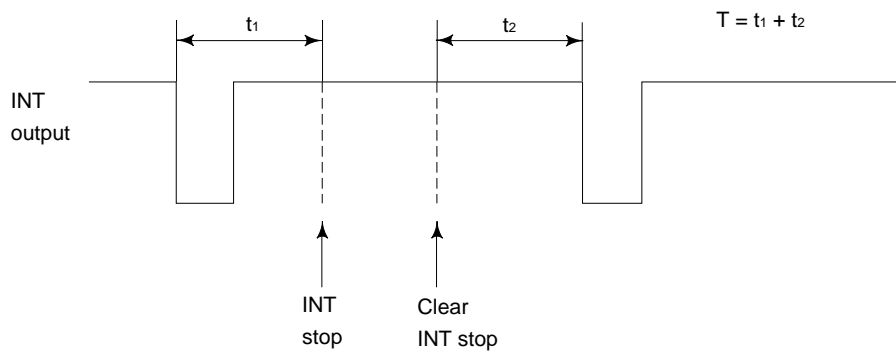 t₁
t₂
T = t₁ + t₂
INT
output
INT
stop
Clear
INT stop